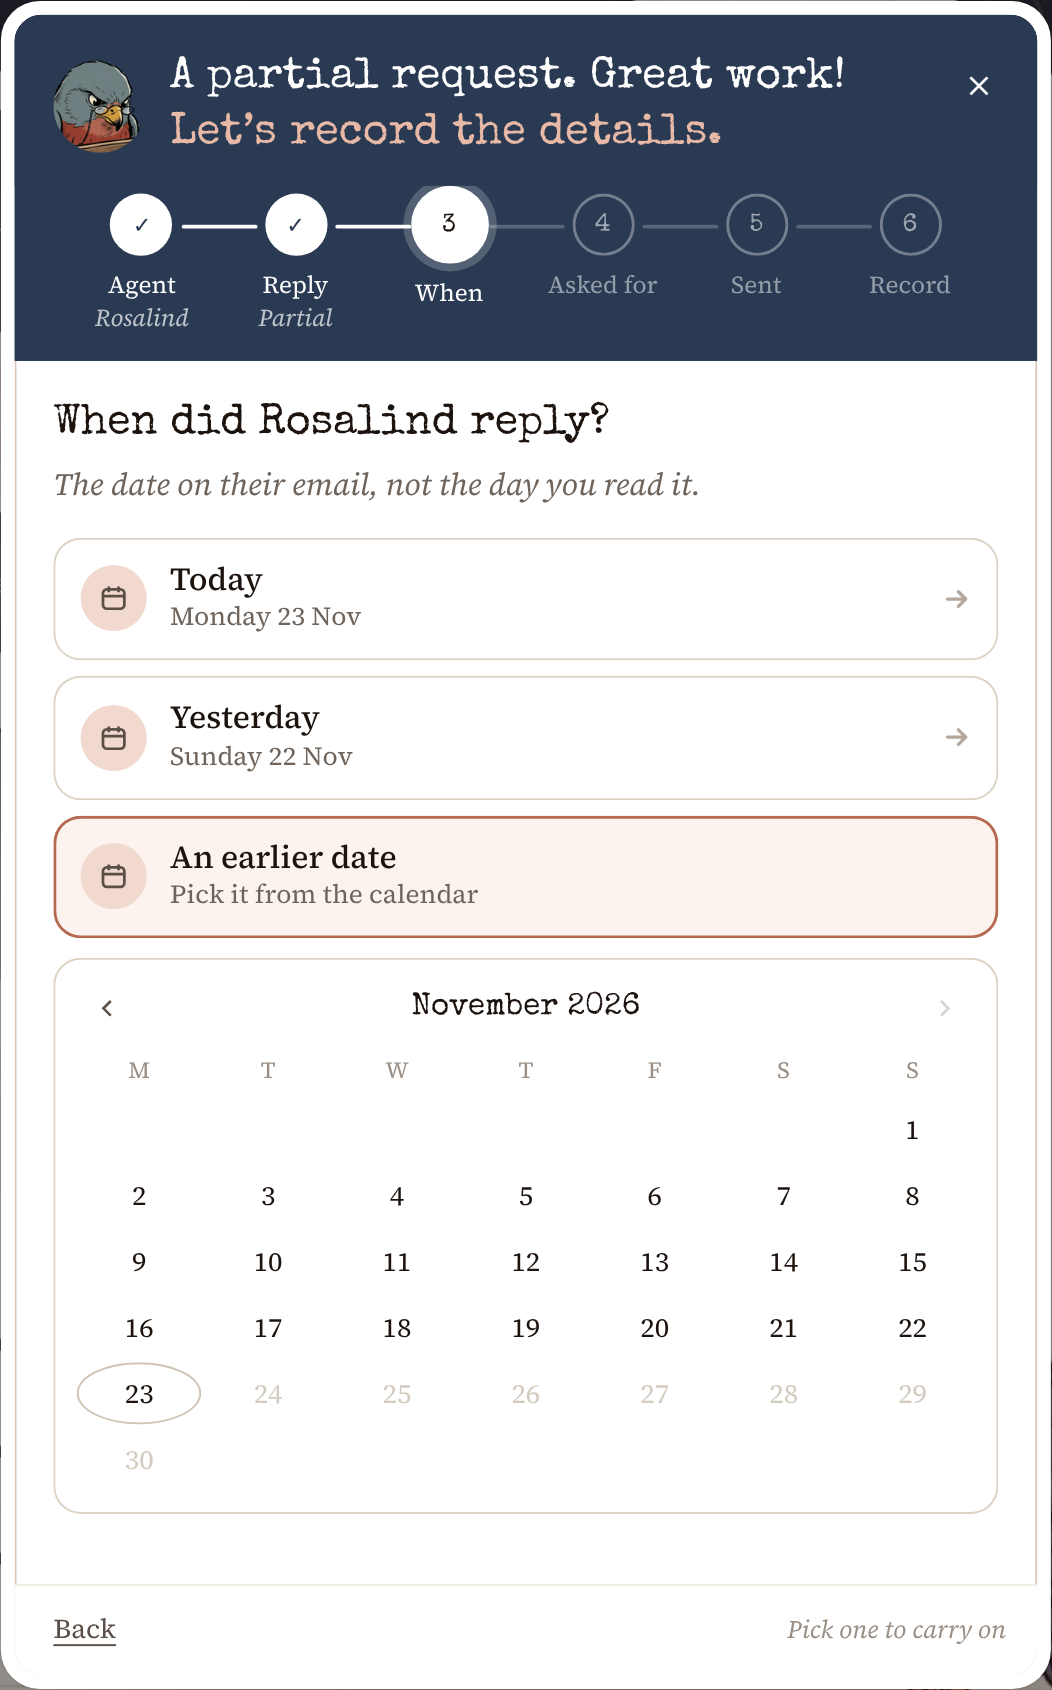 A partial request. Great work!
Let's record the details.
✓ ✓ 3 4 5 6
Agent Reply When Asked for Sent Record
Rosalind Partial
When did Rosalind reply?
The date on their email, not the day you read it.
Today
Monday 23 Nov
Yesterday
Sunday 22 Nov
An earlier date
Pick it from the calendar
November 2026
M T W T F S S
1
2 3 4 5 6 7 8
9 10 11 12 13 14 15
16 17 18 19 20 21 22
23 24 25 26 27 28 29
30
Back Pick one to carry on